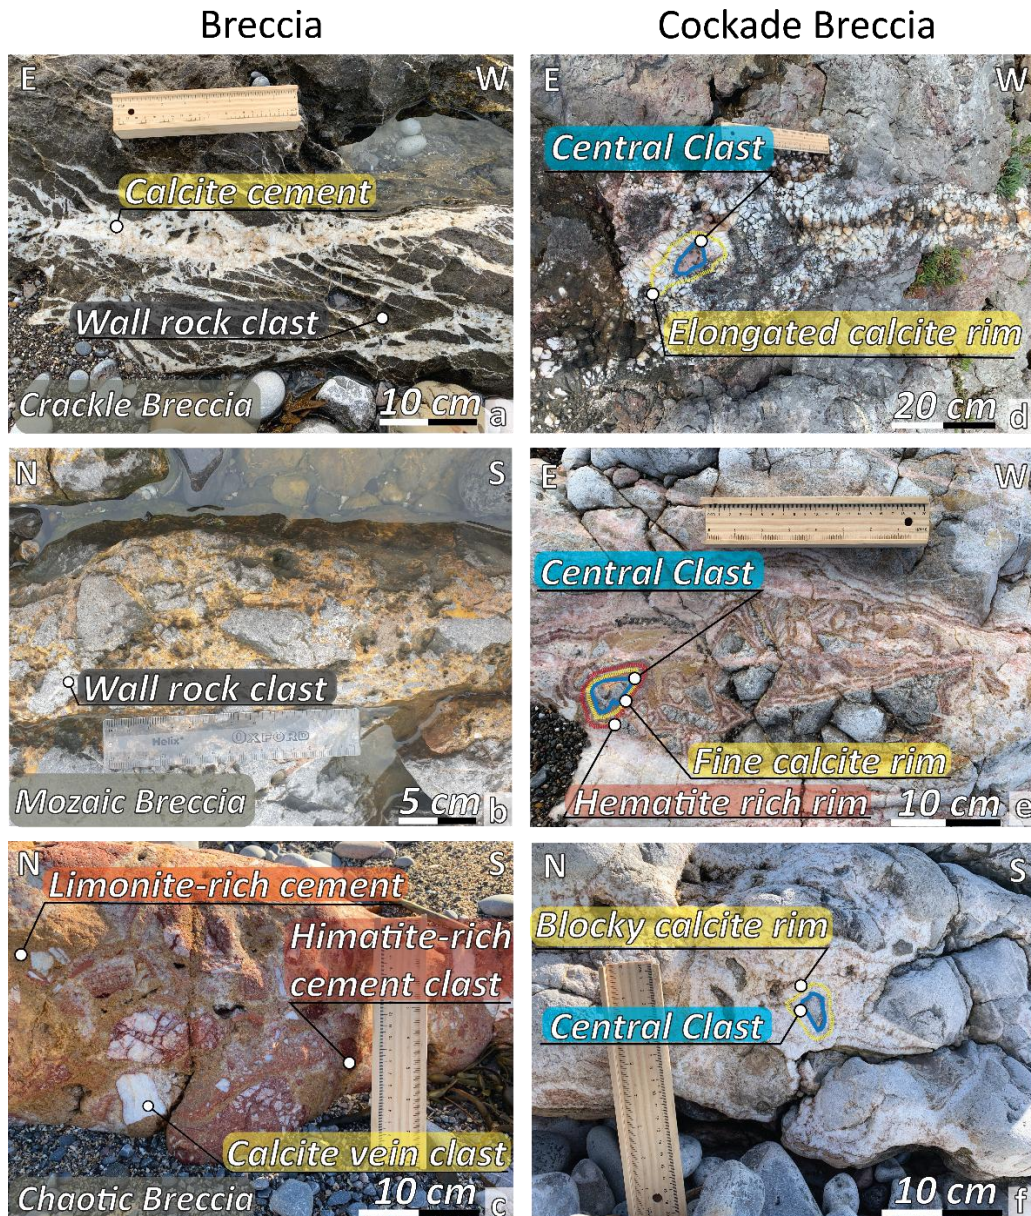 Breccia
Cockade Breccia
E
W
Calcite cement
Wall rock clast
Crackle Breccia
10 cm
a
E
W
Central Clast
Elongated calcite rim
20 cm
d
N
S
Wall rock clast
Helix
OXFORD
Mozaic Breccia
5 cm
b
E
W
Central Clast
Fine calcite rim
Hematite rich rim
10 cm
e
N
S
Limonite-rich cement
Himatite-rich
cement clast
Calcite vein clast
Chaotic Breccia
10 cm
c
N
S
Blocky calcite rim
Central Clast
10 cm
f